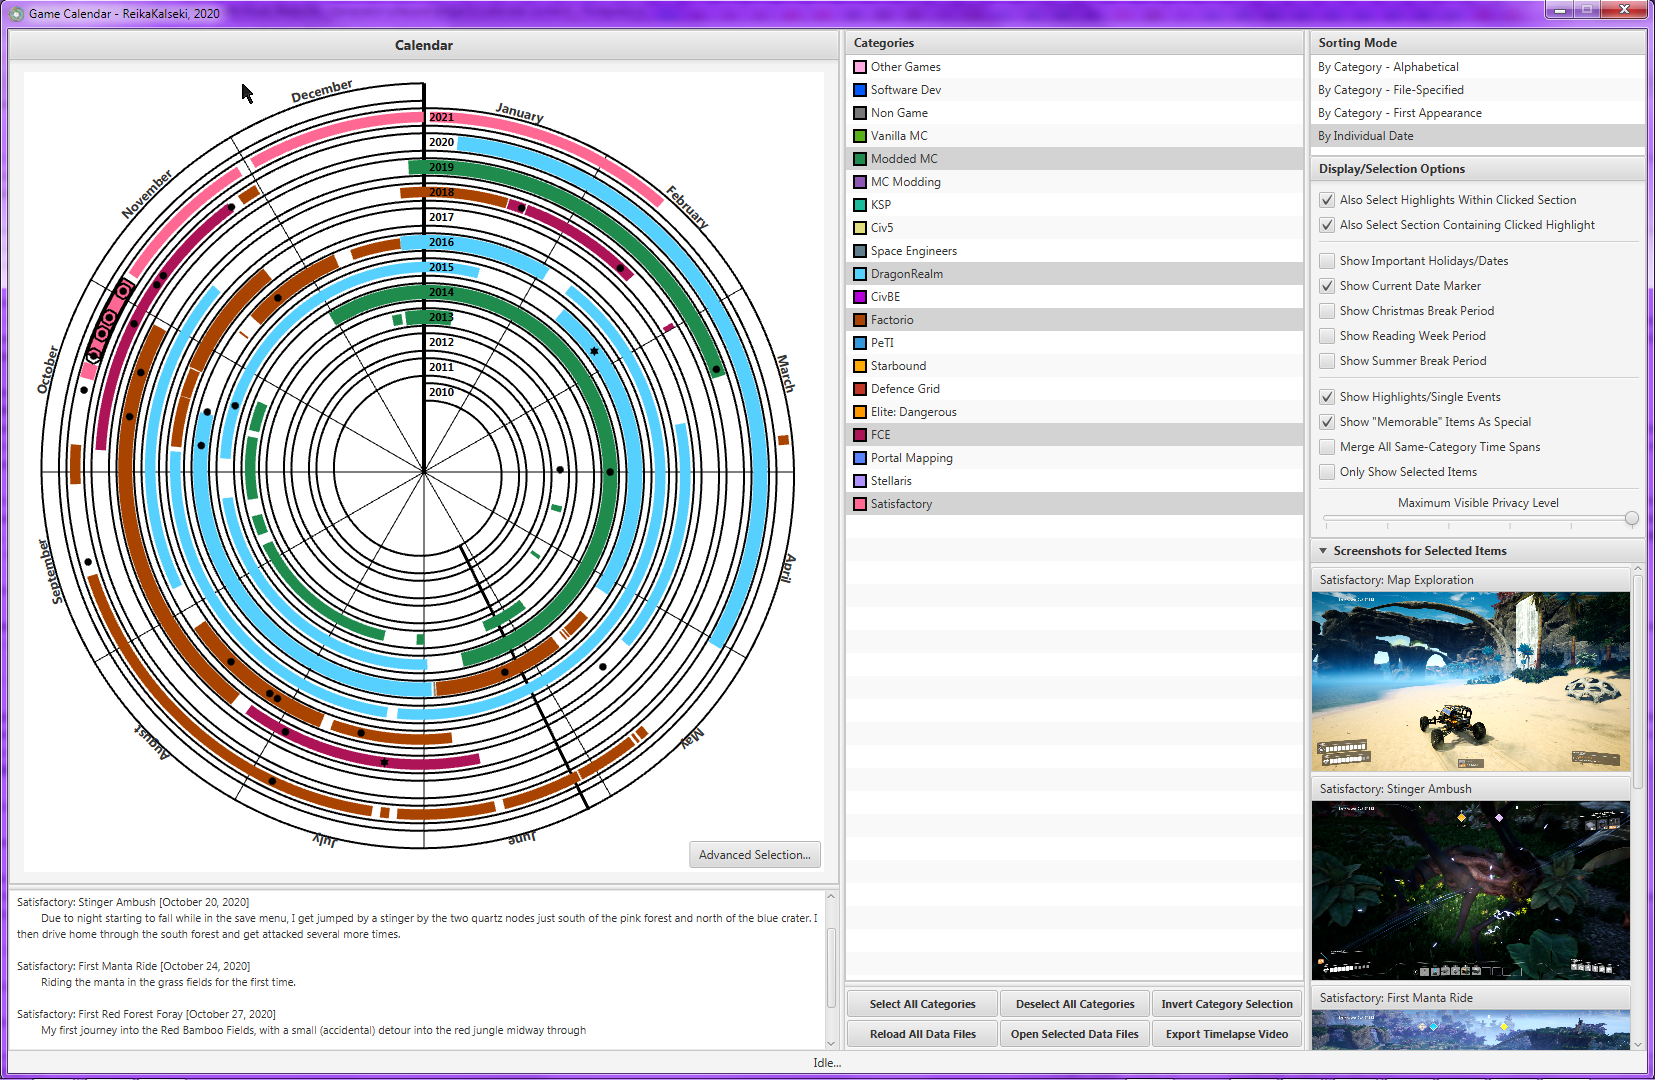 Game Calendar - ReikaKalseki, 2020
Calendar
December
January
November
February
October
March
September
April
August
May
July
June
2021
2020
2019
2018
2017
2016
2015
2014
2013
2012
2011
2010
Advanced Selection...
Satisfactory: Stinger Ambush [October 20, 2020]
Due to night starting to fall while in the save menu, I get jumped by a stinger by the two quartz nodes just south of the pink forest and north of the blue crater. I
then drive home through the south forest and get attacked several more times.
Satisfactory: First Manta Ride [October 24, 2020]
Riding the manta in the grass fields for the first time.
Satisfactory: First Red Forest Foray [October 27, 2020]
My first journey into the Red Bamboo Fields, with a small (accidental) detour into the red jungle midway through
Categories
Other Games
Software Dev
Non Game
Vanilla MC
Modded MC
MC Modding
KSP
Civ5
Space Engineers
DragonRealm
CivBE
Factorio
PeTI
Starbound
Defence Grid
Elite: Dangerous
FCE
Portal Mapping
Stellaris
Satisfactory
Select All Categories
Deselect All Categories
Invert Category Selection
Reload All Data Files
Open Selected Data Files
Export Timelapse Video
Sorting Mode
By Category - Alphabetical
By Category - File-Specified
By Category - First Appearance
By Individual Date
Display/Selection Options
Also Select Highlights Within Clicked Section
Also Select Section Containing Clicked Highlight
Show Important Holidays/Dates
Show Current Date Marker
Show Christmas Break Period
Show Reading Week Period
Show Summer Break Period
Show Highlights/Single Events
Show "Memorable" Items As Special
Merge All Same-Category Time Spans
Only Show Selected Items
Maximum Visible Privacy Level
Screenshots for Selected Items
Satisfactory: Map Exploration
Satisfactory: Stinger Ambush
Satisfactory: First Manta Ride
Idle...